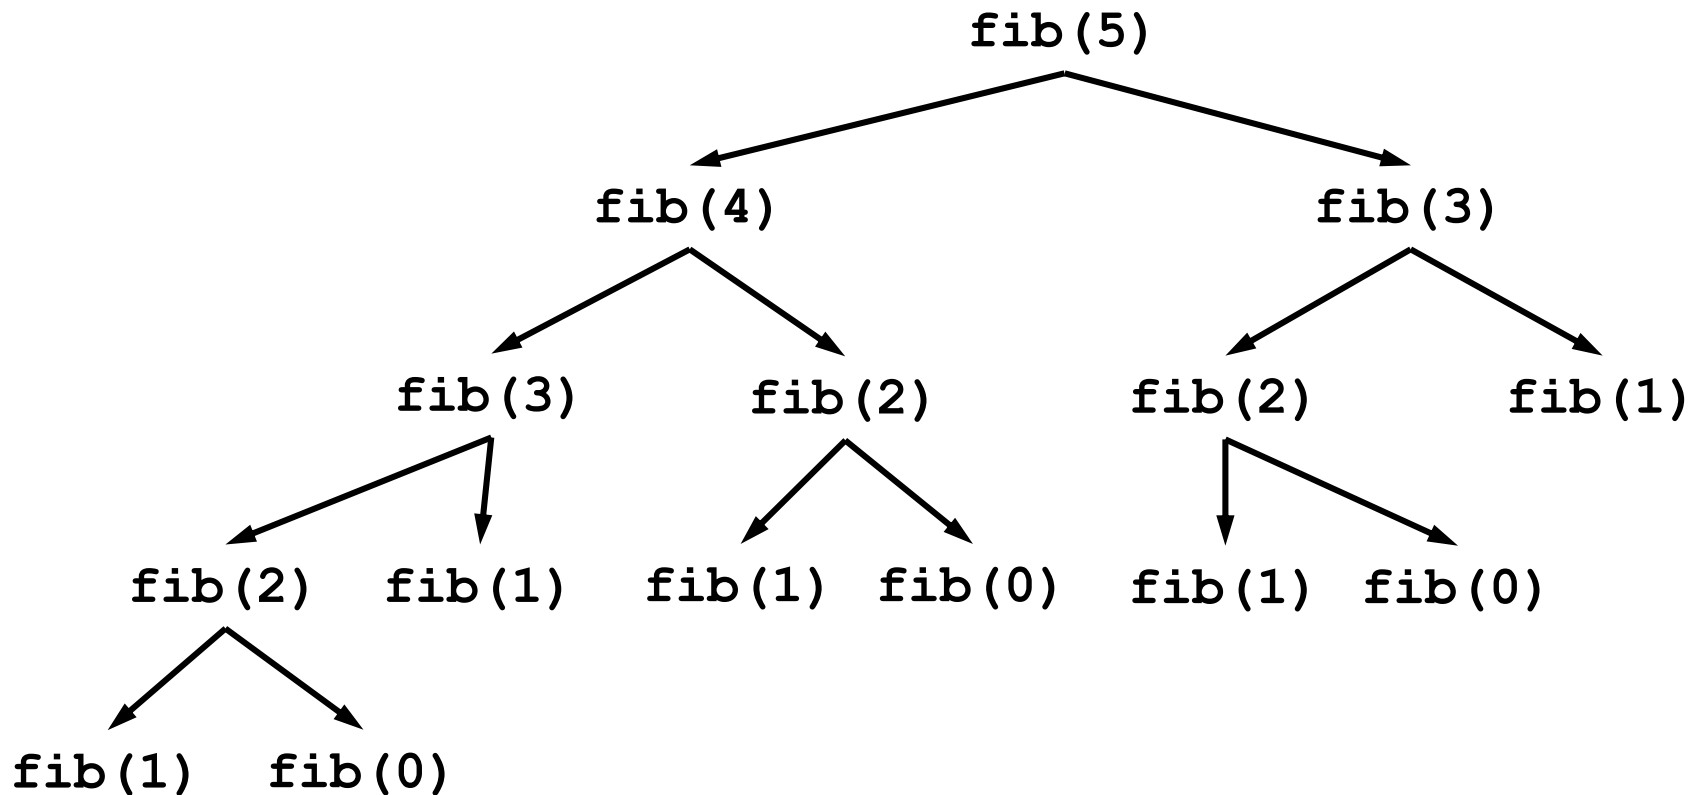 fib(5)
fib(4) fib(3)
fib(3) fib(2) fib(2) fib(1)
fib(2) fib(1) fib(1) fib(0) fib(1) fib(0)
fib(1) fib(0)